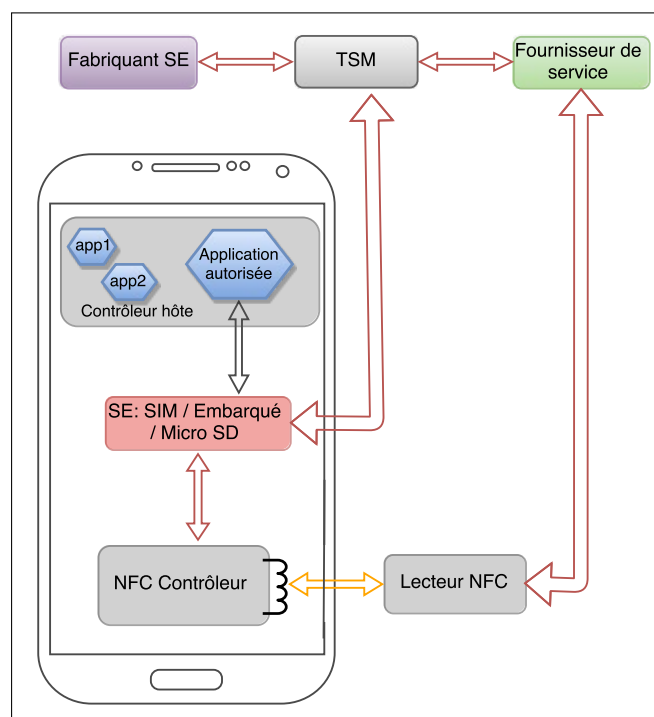 Fabriquant SE
TSM
Fournisseur de
service
app1
app2
Application
autorisée
Contrôleur hôte
SE: SIM / Embarqué
/ Micro SD
NFC Contrôleur
Lecteur NFC